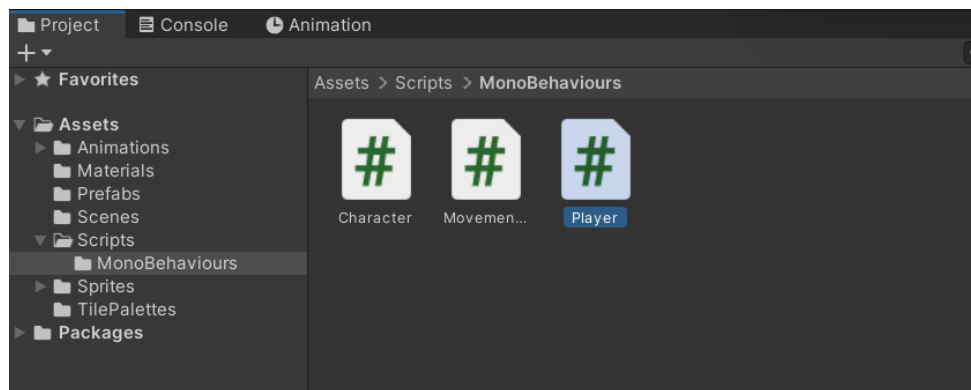 Project Console Animation
Favorites
Assets > Scripts > MonoBehaviours
Assets
Animations
Materials
Prefabs
Scenes
Scripts
MonoBehaviours
Sprites
TilePalettes
Packages
Character Movemen... Player